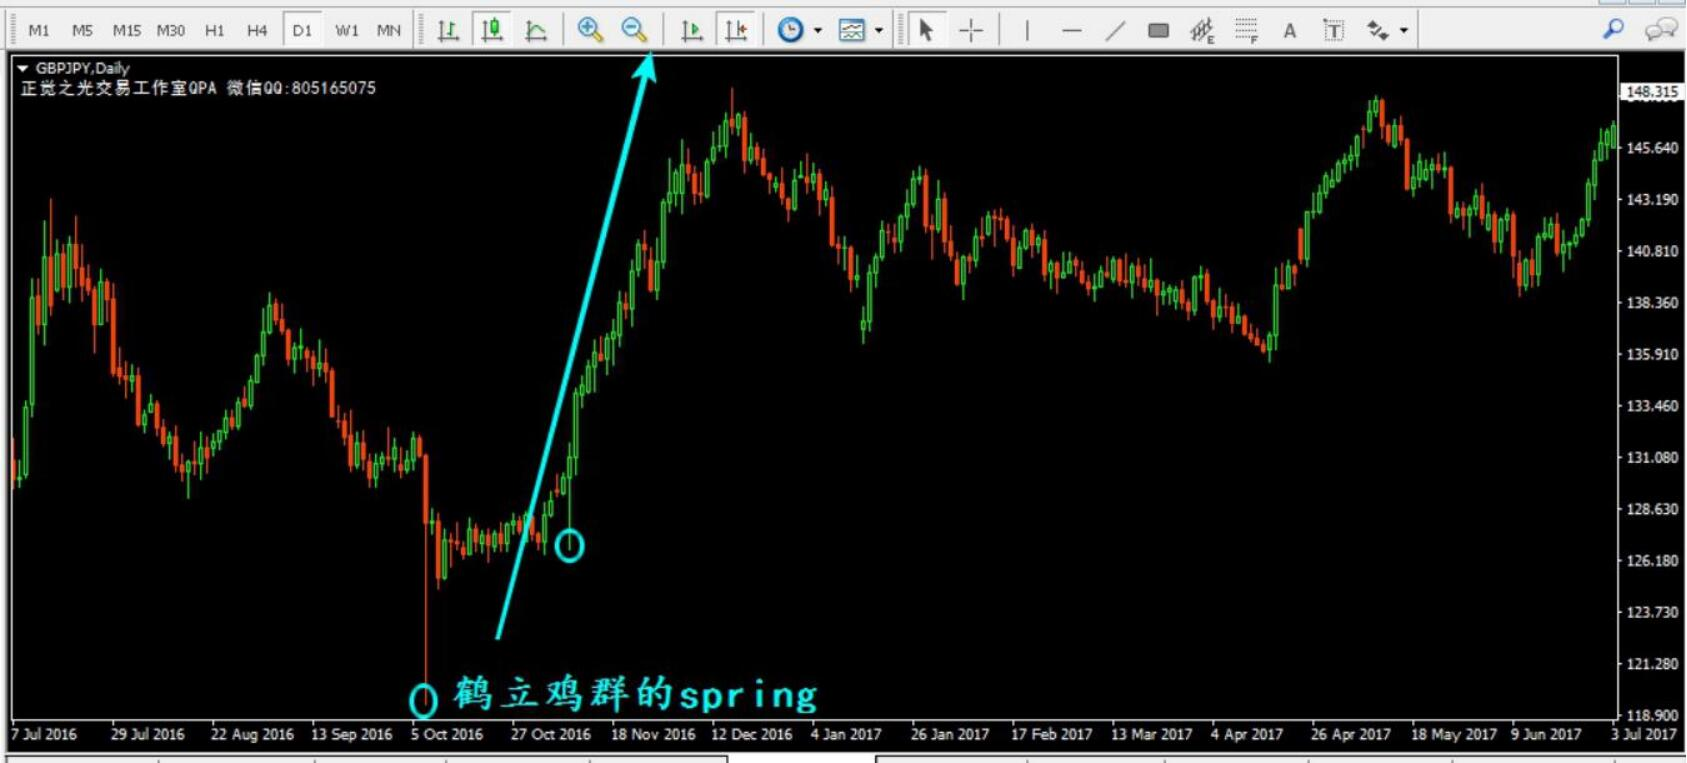 M1 M5 M15 M30 H1 H4 D1 W1 MN E F A T
GBPJPY,Daily
正觉之光交易工作室QPA 微信QQ:805165075
148.315
145.640
143.190
140.810
138.360
135.910
133.460
131.080
128.630
126.180
123.730
121.280
118.900
鹤立鸡群的spring
7 Jul 2016 29 Jul 2016 22 Aug 2016 13 Sep 2016 5 Oct 2016 27 Oct 2016 18 Nov 2016 12 Dec 2016 4 Jan 2017 26 Jan 2017 17 Feb 2017 13 Mar 2017 4 Apr 2017 26 Apr 2017 18 May 2017 9 Jun 2017 3 Jul 2017